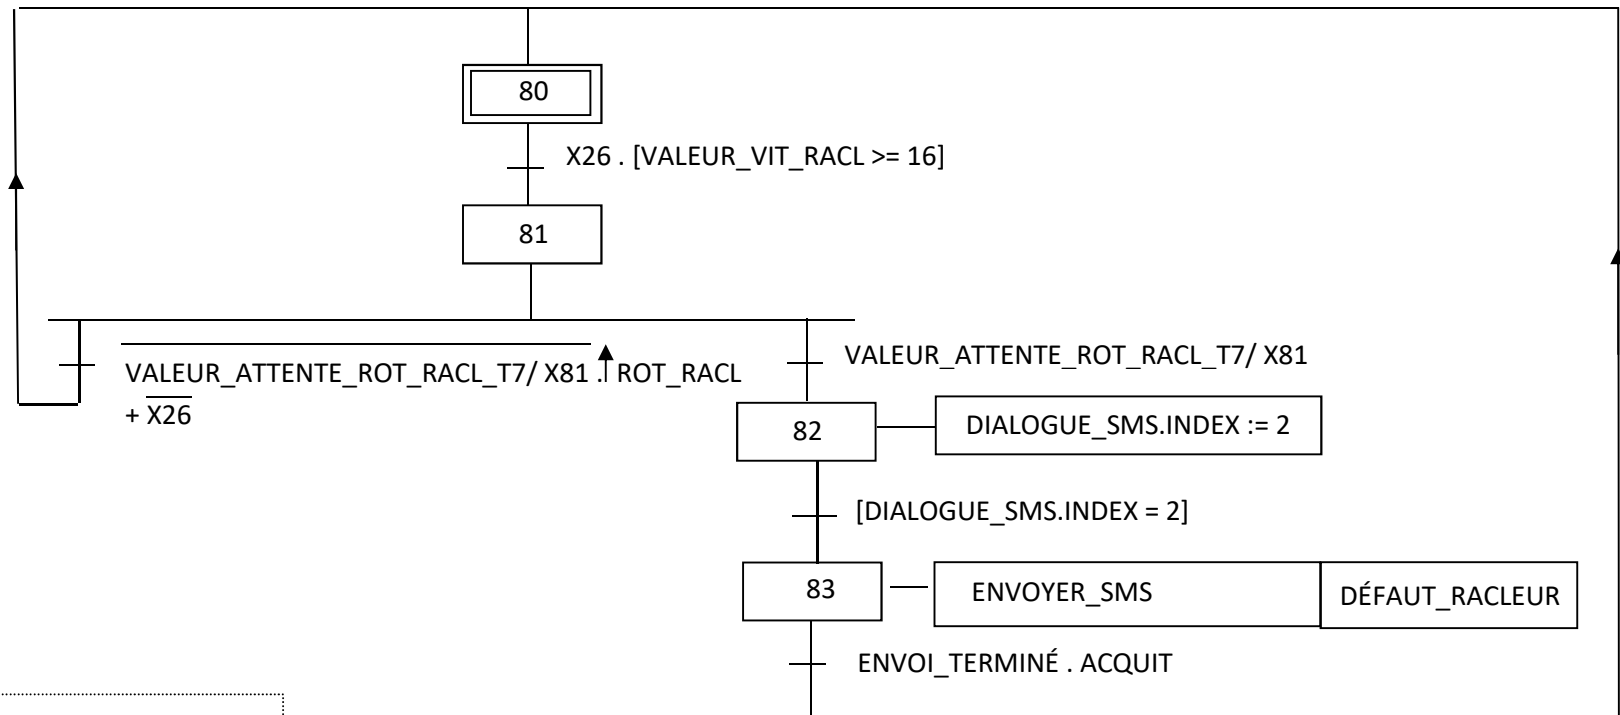 80
X26 . [VALEUR_VIT_RACL >= 16]
81
VALEUR_ATTENTE_ROT_RACL_T7/ X81 . ↑ ROT_RACL
+ X26
VALEUR_ATTENTE_ROT_RACL_T7/ X81
82
DIALOGUE_SMS.INDEX := 2
[DIALOGUE_SMS.INDEX = 2]
83
ENVOYER_SMS
DÉFAUT_RACLEUR
ENVOI_TERMINÉ . ACQUIT